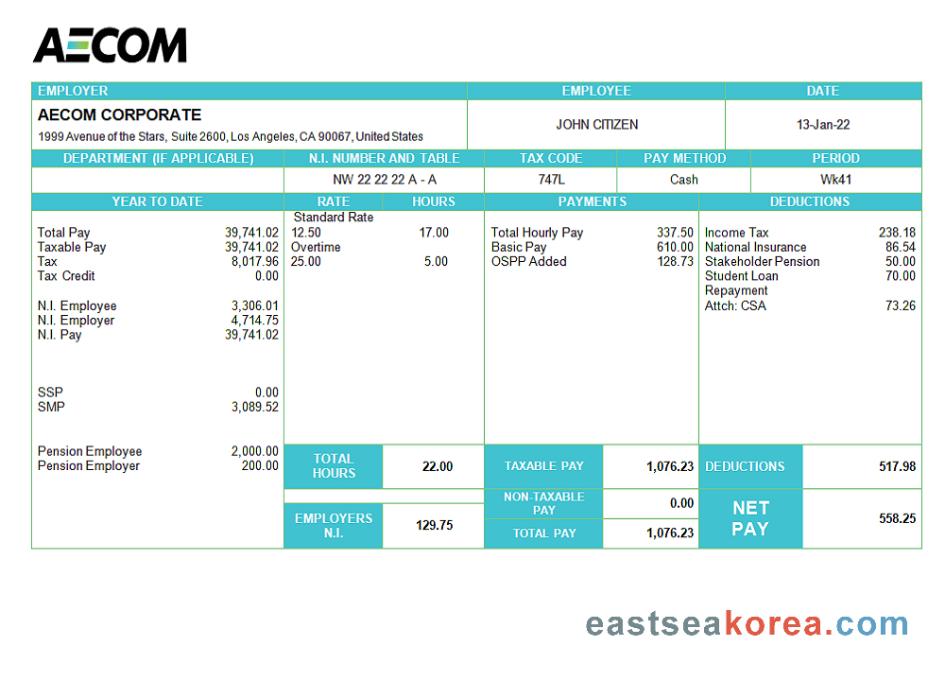 AECOM
EMPLOYER EMPLOYEE DATE
AECOM CORPORATE
1999 Avenue of the Stars, Suite 2600, Los Angeles, CA 90067, United States
JOHN CITIZEN 13-Jan-22
DEPARTMENT (IF APPLICABLE) N.I. NUMBER AND TABLE TAX CODE PAY METHOD PERIOD
NW 22 22 22 A - A 747L Cash Wk41
YEAR TO DATE RATE HOURS PAYMENTS DEDUCTIONS
Standard Rate
Total Pay 39,741.02 12.50 17.00 Total Hourly Pay 337.50 Income Tax 238.18
Taxable Pay 39,741.02 Overtime Basic Pay 610.00 National Insurance 86.54
Tax 8,017.96 25.00 5.00 OSPP Added 128.73 Stakeholder Pension 50.00
Tax Credit 0.00 Student Loan 70.00
Repayment
N.I. Employee 3,306.01 Attch: CSA 73.26
N.I. Employer 4,714.75
N.I. Pay 39,741.02
SSP 0.00
SMP 3,089.52
Pension Employee 2,000.00
Pension Employer 200.00
TOTAL HOURS 22.00 TAXABLE PAY 1,076.23 DEDUCTIONS 517.98
NON-TAXABLE PAY 0.00
EMPLOYERS N.I. 129.75 TOTAL PAY 1,076.23 NET PAY 558.25
eastseakorea.com